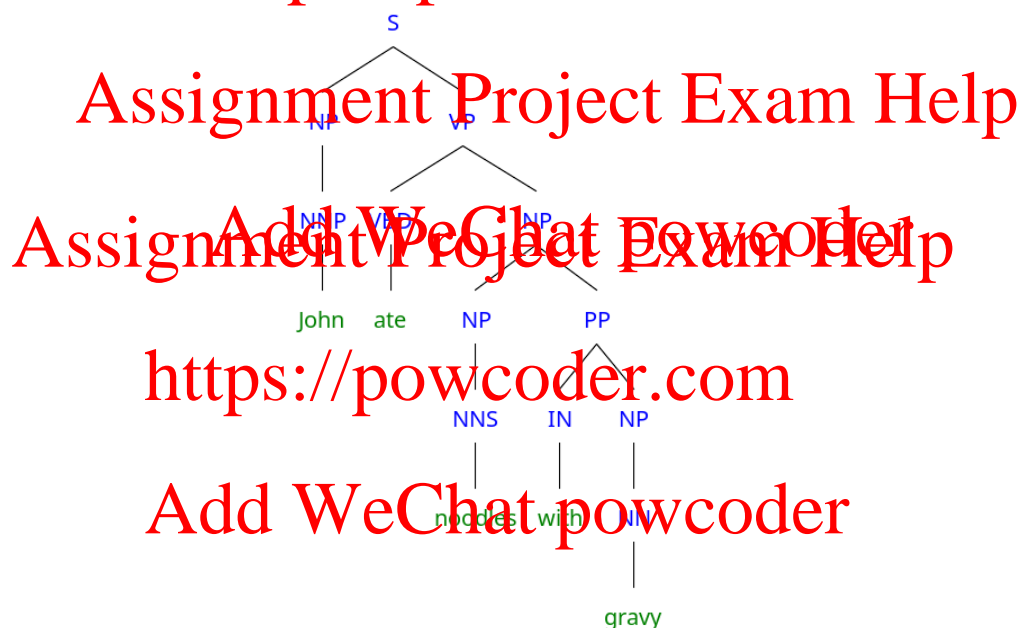 S
Assignment Project Exam Help
NP VP
NNP VBD NP
Add WeChat powcoder
Assignment Project Exam Help
John ate NP PP
https://powcoder.com
NNS IN NP
Add WeChat powcoder
noodles with NN
gravy